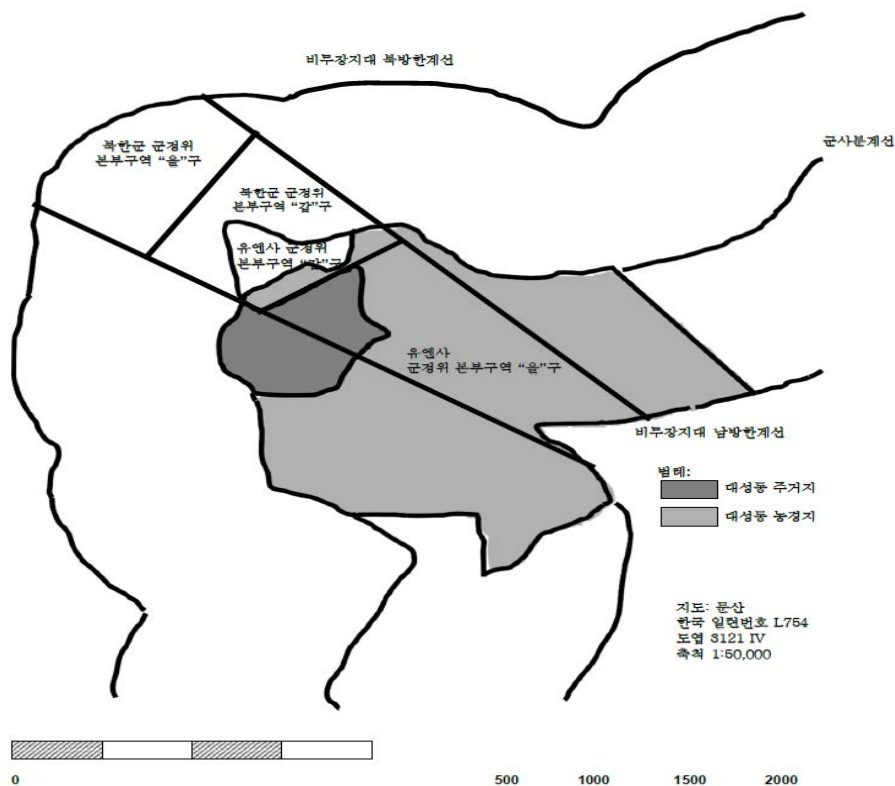 비무장지대 북방한계선
군사분계선
북한군 군정위
본부구역 “을”구
북한군 군정위
본부구역 “갑”구
유엔사 군정위
본부구역 “갑”구
유엔사
군정위 본부구역 “을”구
비무장지대 남방한계선
범례:
대성동 주거지
대성동 농경지
지도: 문산
한국 일련번호 L754
도엽 3121 IV
축척 1:50,000
0 500 1000 1500 2000